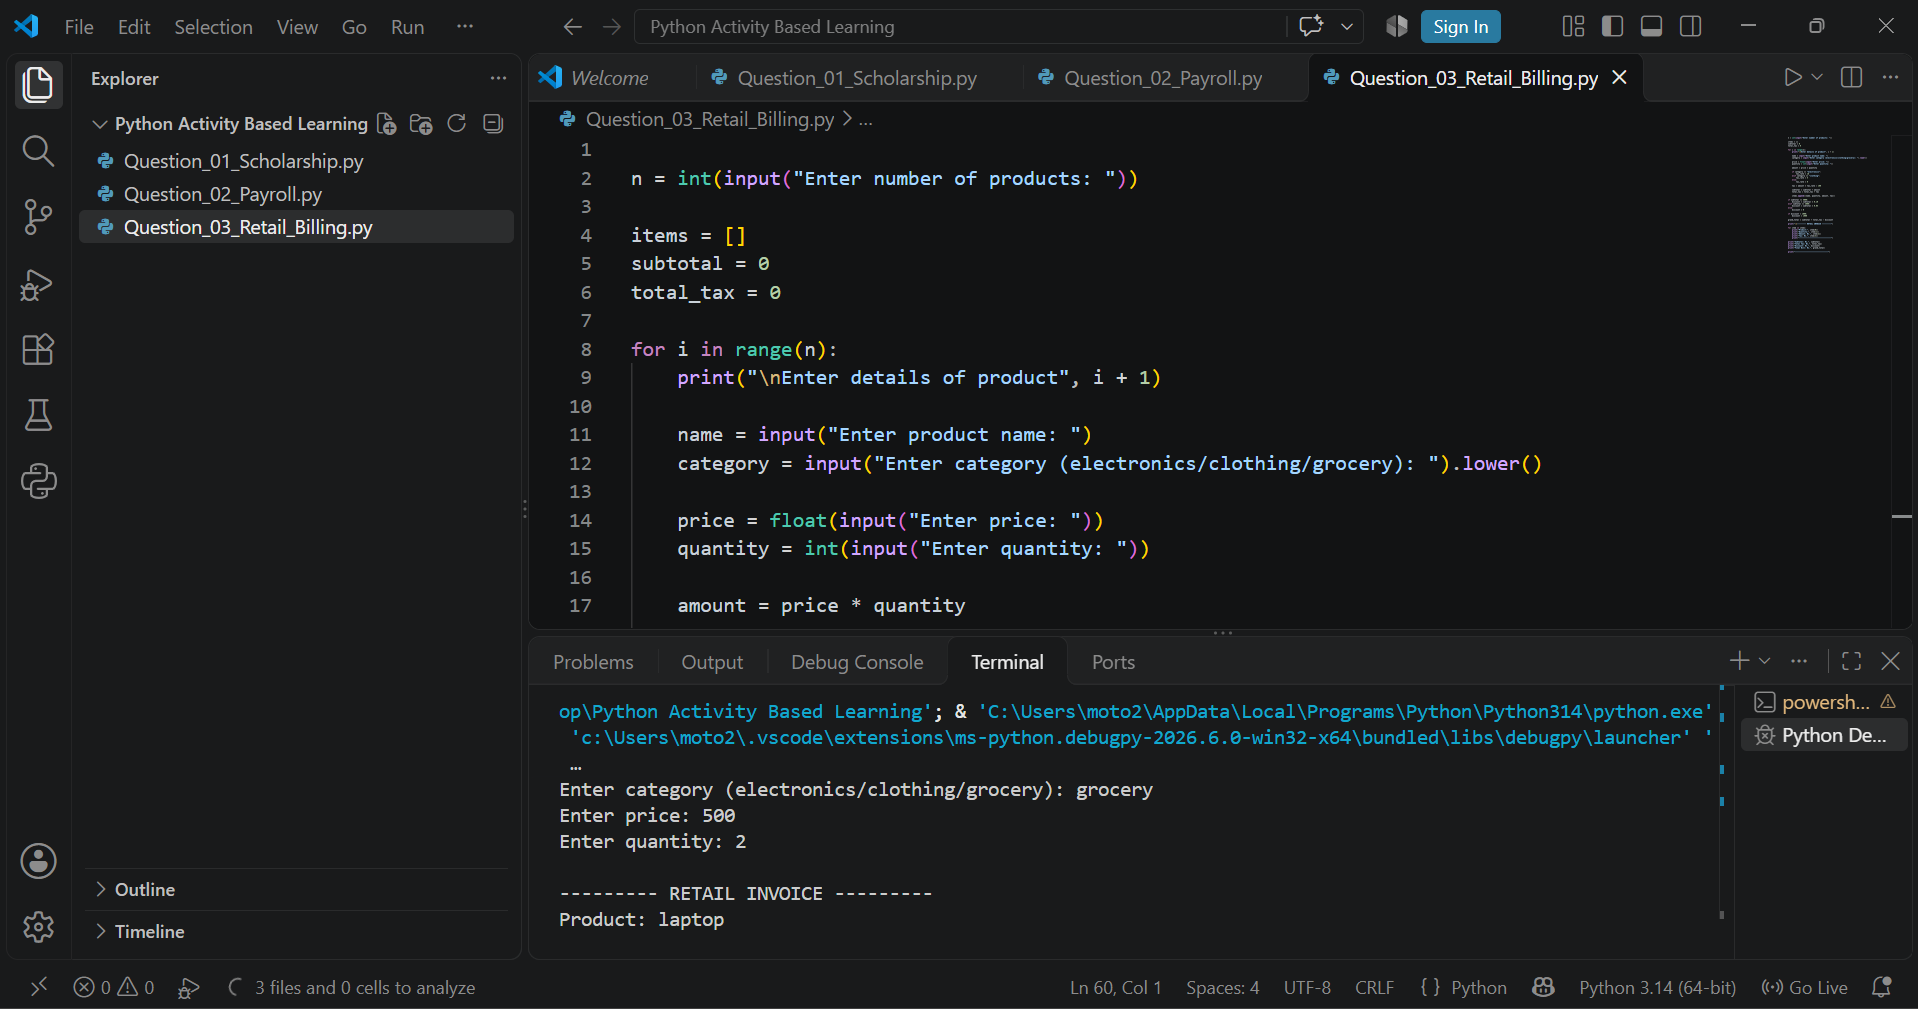 File Edit Selection View Go Run ···
Python Activity Based Learning
Sign In
Explorer ···
Python Activity Based Learning
Question_01_Scholarship.py
Question_02_Payroll.py
Question_03_Retail_Billing.py
Outline
Timeline
Welcome
Question_01_Scholarship.py
Question_02_Payroll.py
Question_03_Retail_Billing.py
Question_03_Retail_Billing.py > ...
1
2 n = int(input("Enter number of products: "))
3
4 items = []
5 subtotal = 0
6 total_tax = 0
7
8 for i in range(n):
9 print("\nEnter details of product", i + 1)
10
11 name = input("Enter product name: ")
12 category = input("Enter category (electronics/clothing/grocery): ").lower()
13
14 price = float(input("Enter price: "))
15 quantity = int(input("Enter quantity: "))
16
17 amount = price * quantity
Problems Output Debug Console Terminal Ports
op\Python Activity Based Learning'; & 'C:\Users\moto2\AppData\Local\Programs\Python\Python314\python.exe'
'c:\Users\moto2\.vscode\extensions\ms-python.debugpy-2026.6.0-win32-x64\bundled\libs\debugpy\launcher' '
…
Enter category (electronics/clothing/grocery): grocery
Enter price: 500
Enter quantity: 2
--------- RETAIL INVOICE ---------
Product: laptop
powersh...
Python De...
0 0
3 files and 0 cells to analyze
Ln 60, Col 1 Spaces: 4 UTF-8 CRLF { } Python Python 3.14 (64-bit) Go Live